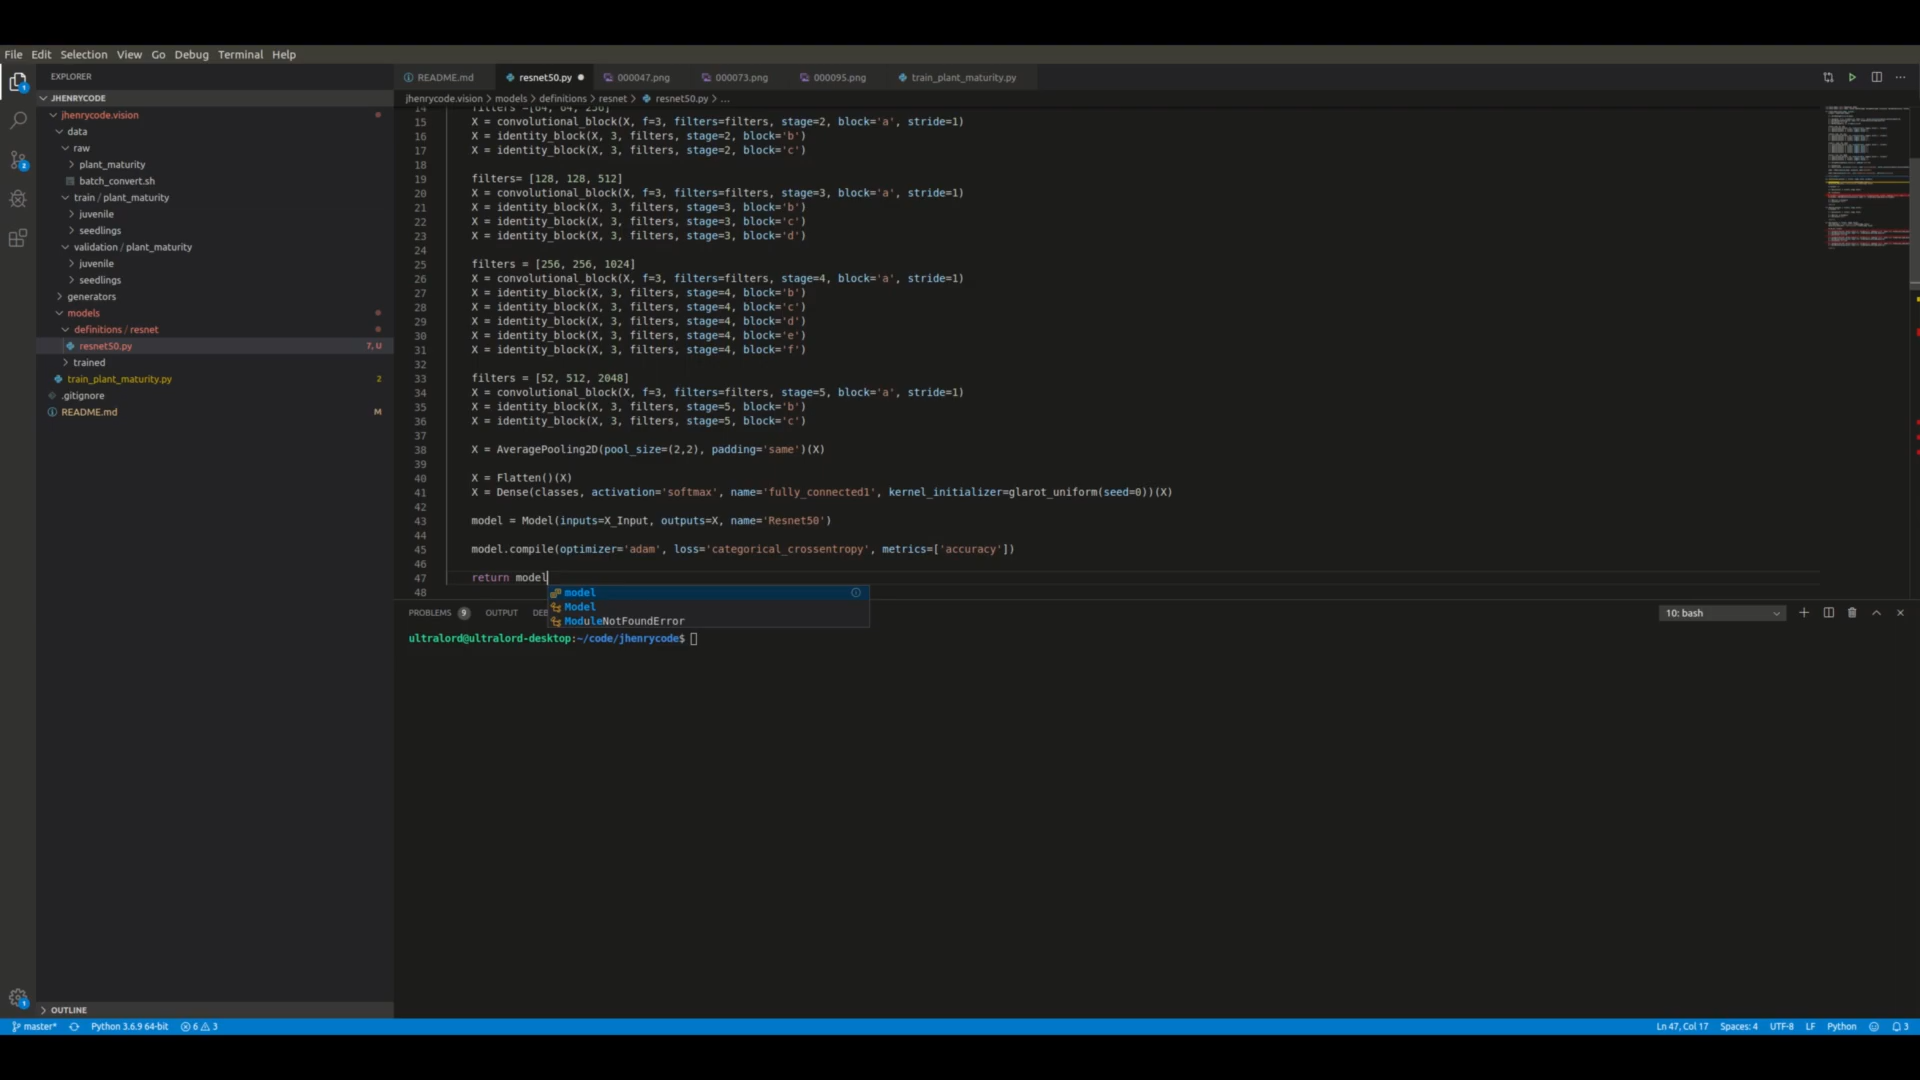 File Edit Selection View Go Debug Terminal Help
EXPLORER
JHENRYCODE
jhenrycode.vision
data
raw
plant_maturity
batch_convert.sh
train / plant_maturity
juvenile
seedlings
validation / plant_maturity
juvenile
seedlings
generators
models
definitions / resnet
resnet50.py 7, U
trained
train_plant_maturity.py 2
.gitignore
README.md M
OUTLINE
README.md resnet50.py 000047.png 000073.png 000095.png train_plant_maturity.py
jhenrycode.vision > models > definitions > resnet > resnet50.py > ...
14 filters =[64, 64, 256]
15 X = convolutional_block(X, f=3, filters=filters, stage=2, block='a', stride=1)
16 X = identity_block(X, 3, filters, stage=2, block='b')
17 X = identity_block(X, 3, filters, stage=2, block='c')
18
19 filters= [128, 128, 512]
20 X = convolutional_block(X, f=3, filters=filters, stage=3, block='a', stride=1)
21 X = identity_block(X, 3, filters, stage=3, block='b')
22 X = identity_block(X, 3, filters, stage=3, block='c')
23 X = identity_block(X, 3, filters, stage=3, block='d')
24
25 filters = [256, 256, 1024]
26 X = convolutional_block(X, f=3, filters=filters, stage=4, block='a', stride=1)
27 X = identity_block(X, 3, filters, stage=4, block='b')
28 X = identity_block(X, 3, filters, stage=4, block='c')
29 X = identity_block(X, 3, filters, stage=4, block='d')
30 X = identity_block(X, 3, filters, stage=4, block='e')
31 X = identity_block(X, 3, filters, stage=4, block='f')
32
33 filters = [52, 512, 2048]
34 X = convolutional_block(X, f=3, filters=filters, stage=5, block='a', stride=1)
35 X = identity_block(X, 3, filters, stage=5, block='b')
36 X = identity_block(X, 3, filters, stage=5, block='c')
37
38 X = AveragePooling2D(pool_size=(2,2), padding='same')(X)
39
40 X = Flatten()(X)
41 X = Dense(classes, activation='softmax', name='fully_connected1', kernel_initializer=glarot_uniform(seed=0))(X)
42
43 model = Model(inputs=X_Input, outputs=X, name='Resnet50')
44
45 model.compile(optimizer='adam', loss='categorical_crossentropy', metrics=['accuracy'])
46
47 return model
48
model
Model
ModuleNotFoundError
PROBLEMS 9 OUTPUT DE 10: bash
ultralord@ultralord-desktop:~/code/jhenrycode$
master* Python 3.6.9 64-bit 6 3 Ln 47, Col 17 Spaces: 4 UTF-8 LF Python 3